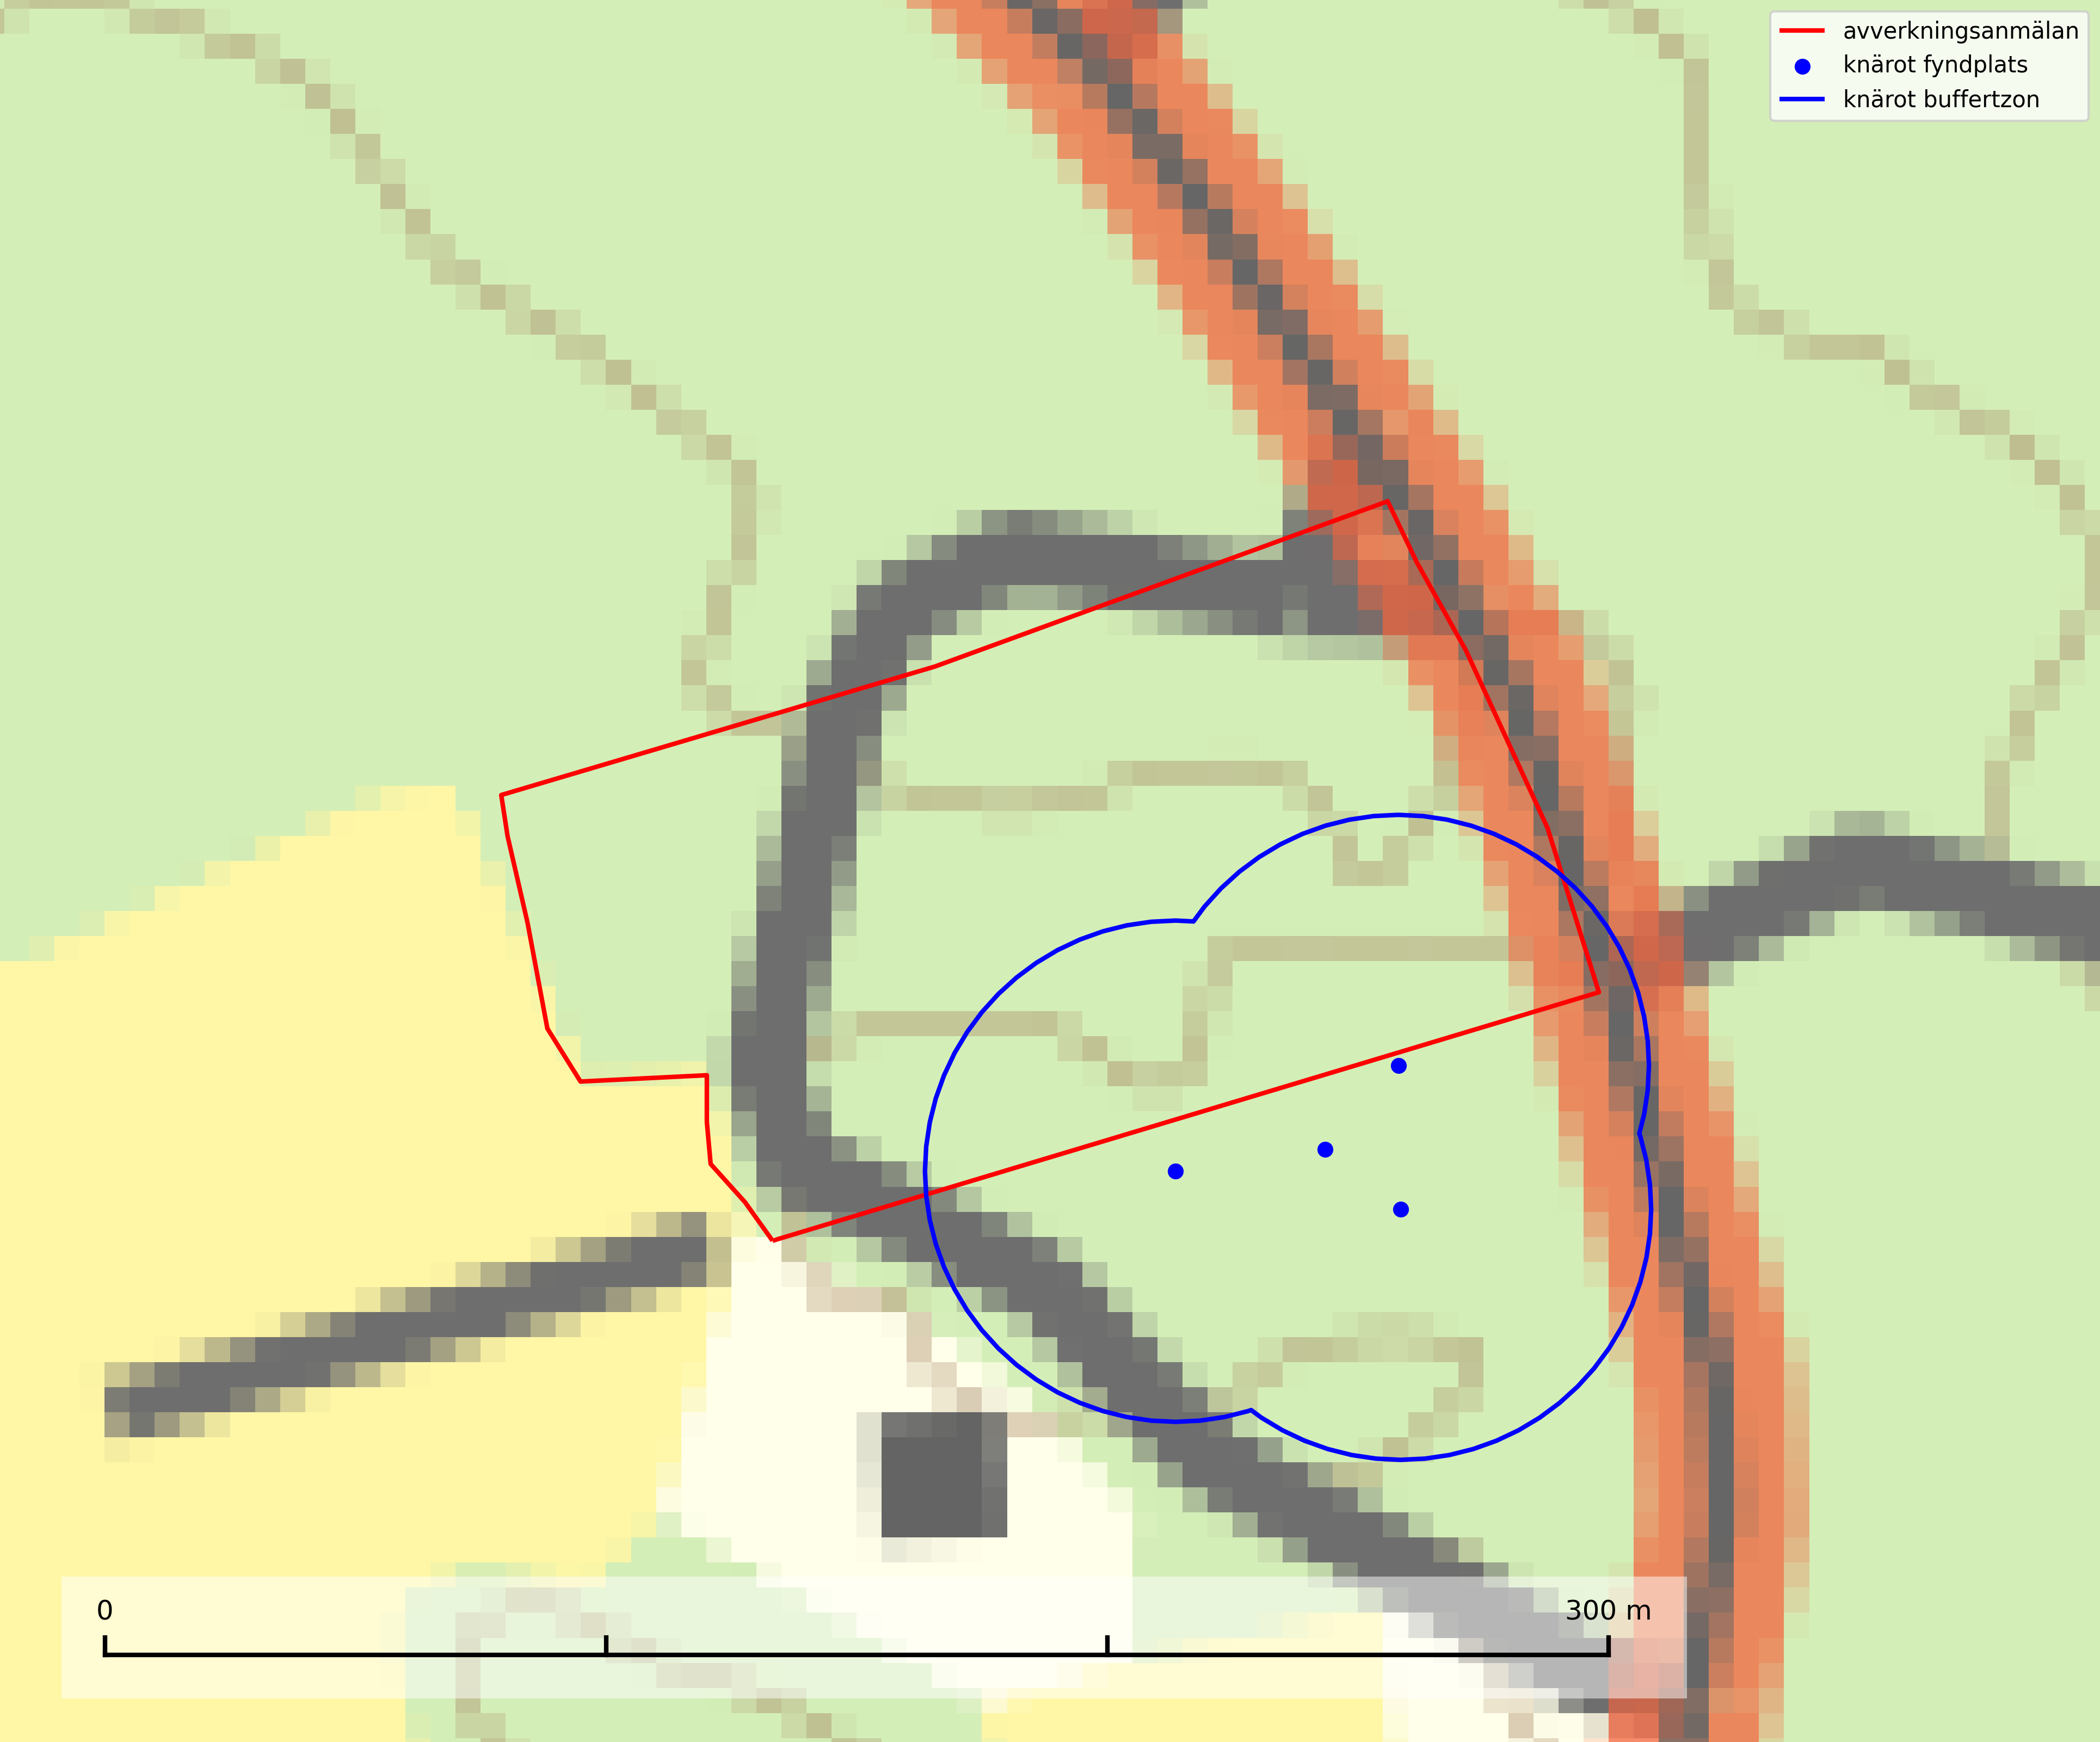 avverkningsanmälan
knärot fyndplats
knärot buffertzon
0
300 m